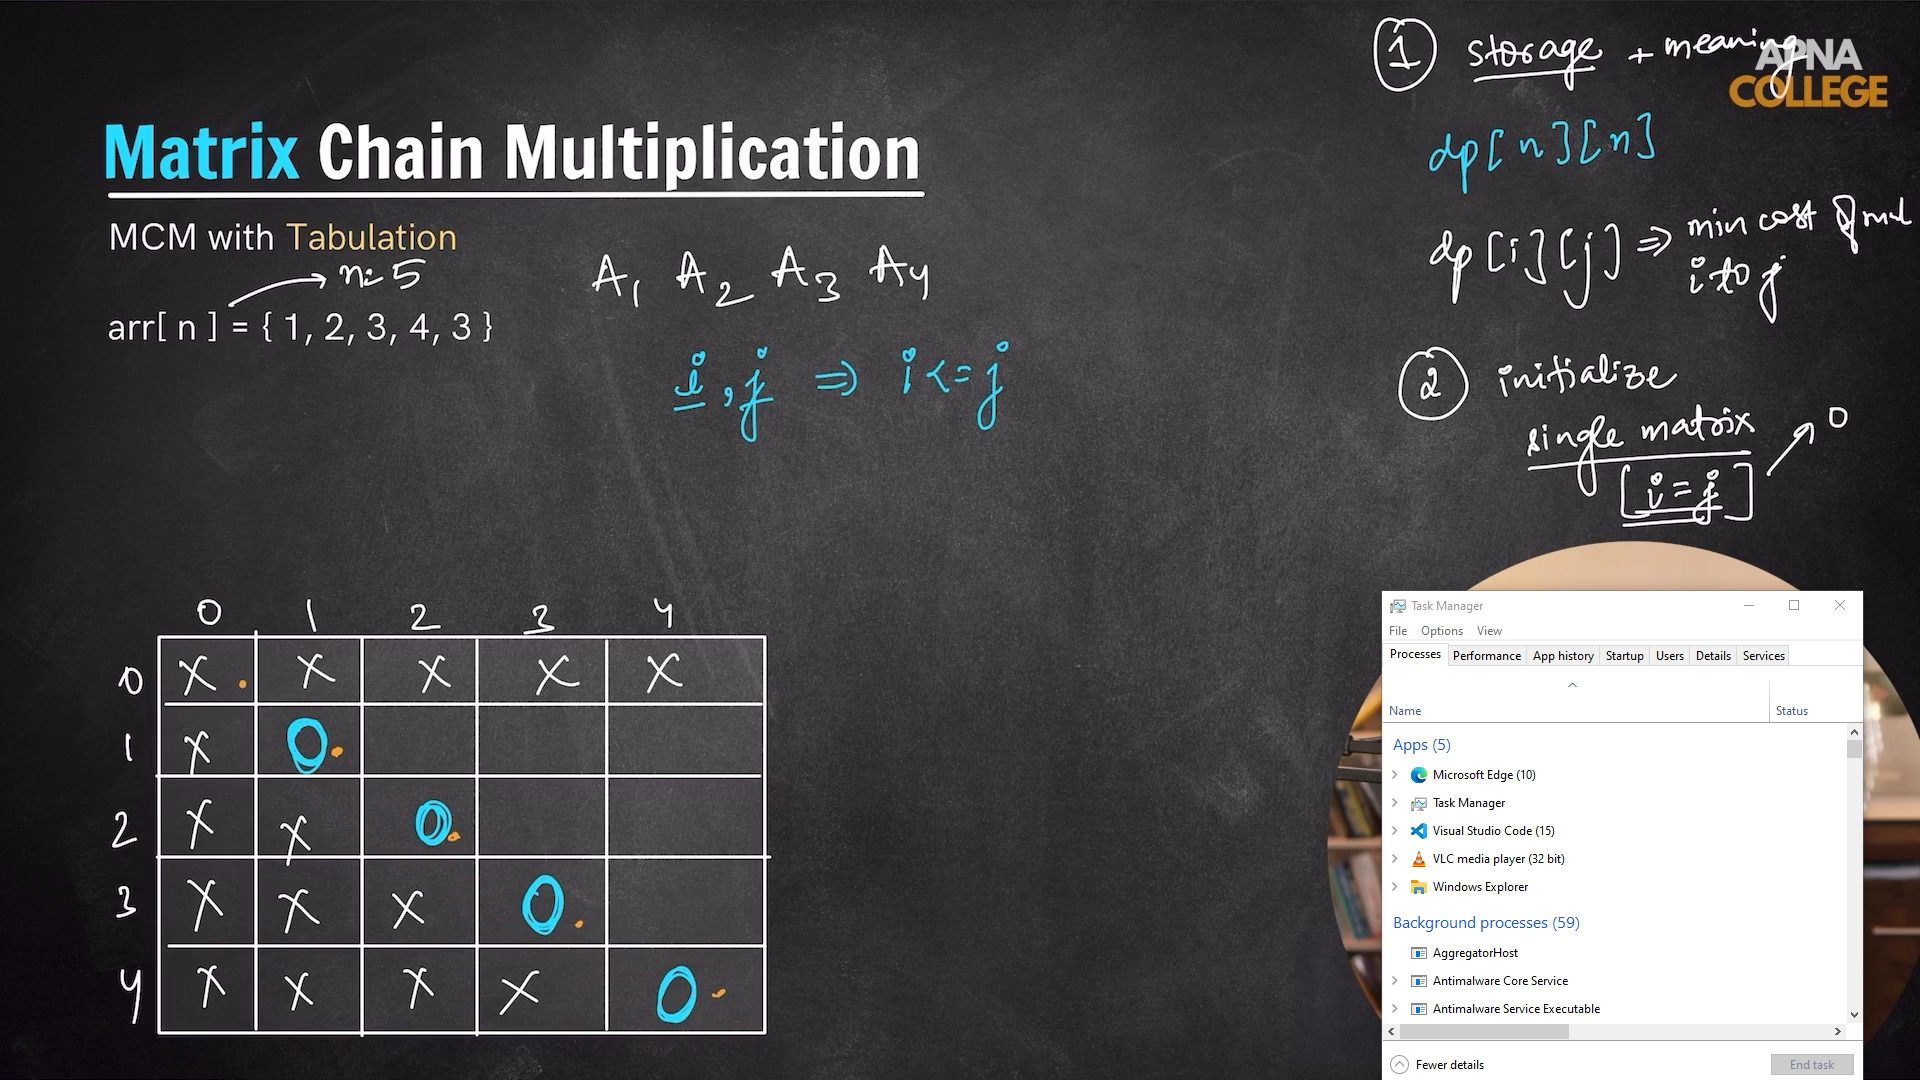 1 storage + meaning
APNA
COLLEGE
Matrix Chain Multiplication
dp[n][n]
MCM with Tabulation
n=5
arr[ n ] = { 1, 2, 3, 4, 3 }
A1 A2 A3 A4
i, j ⇒ i<=j
dp[i][j] ⇒ min cost of mul
i to j
2 initialize
single matrix 0
[i=j]
0 1 2 3 4
0 X X X X X
1 X 0
2 X X 0
3 X X X 0
4 X X X X 0
Task Manager
File Options View
Processes Performance App history Startup Users Details Services
Name Status
Apps (5)
Microsoft Edge (10)
Task Manager
Visual Studio Code (15)
VLC media player (32 bit)
Windows Explorer
Background processes (59)
AggregatorHost
Antimalware Core Service
Antimalware Service Executable
Fewer details End task